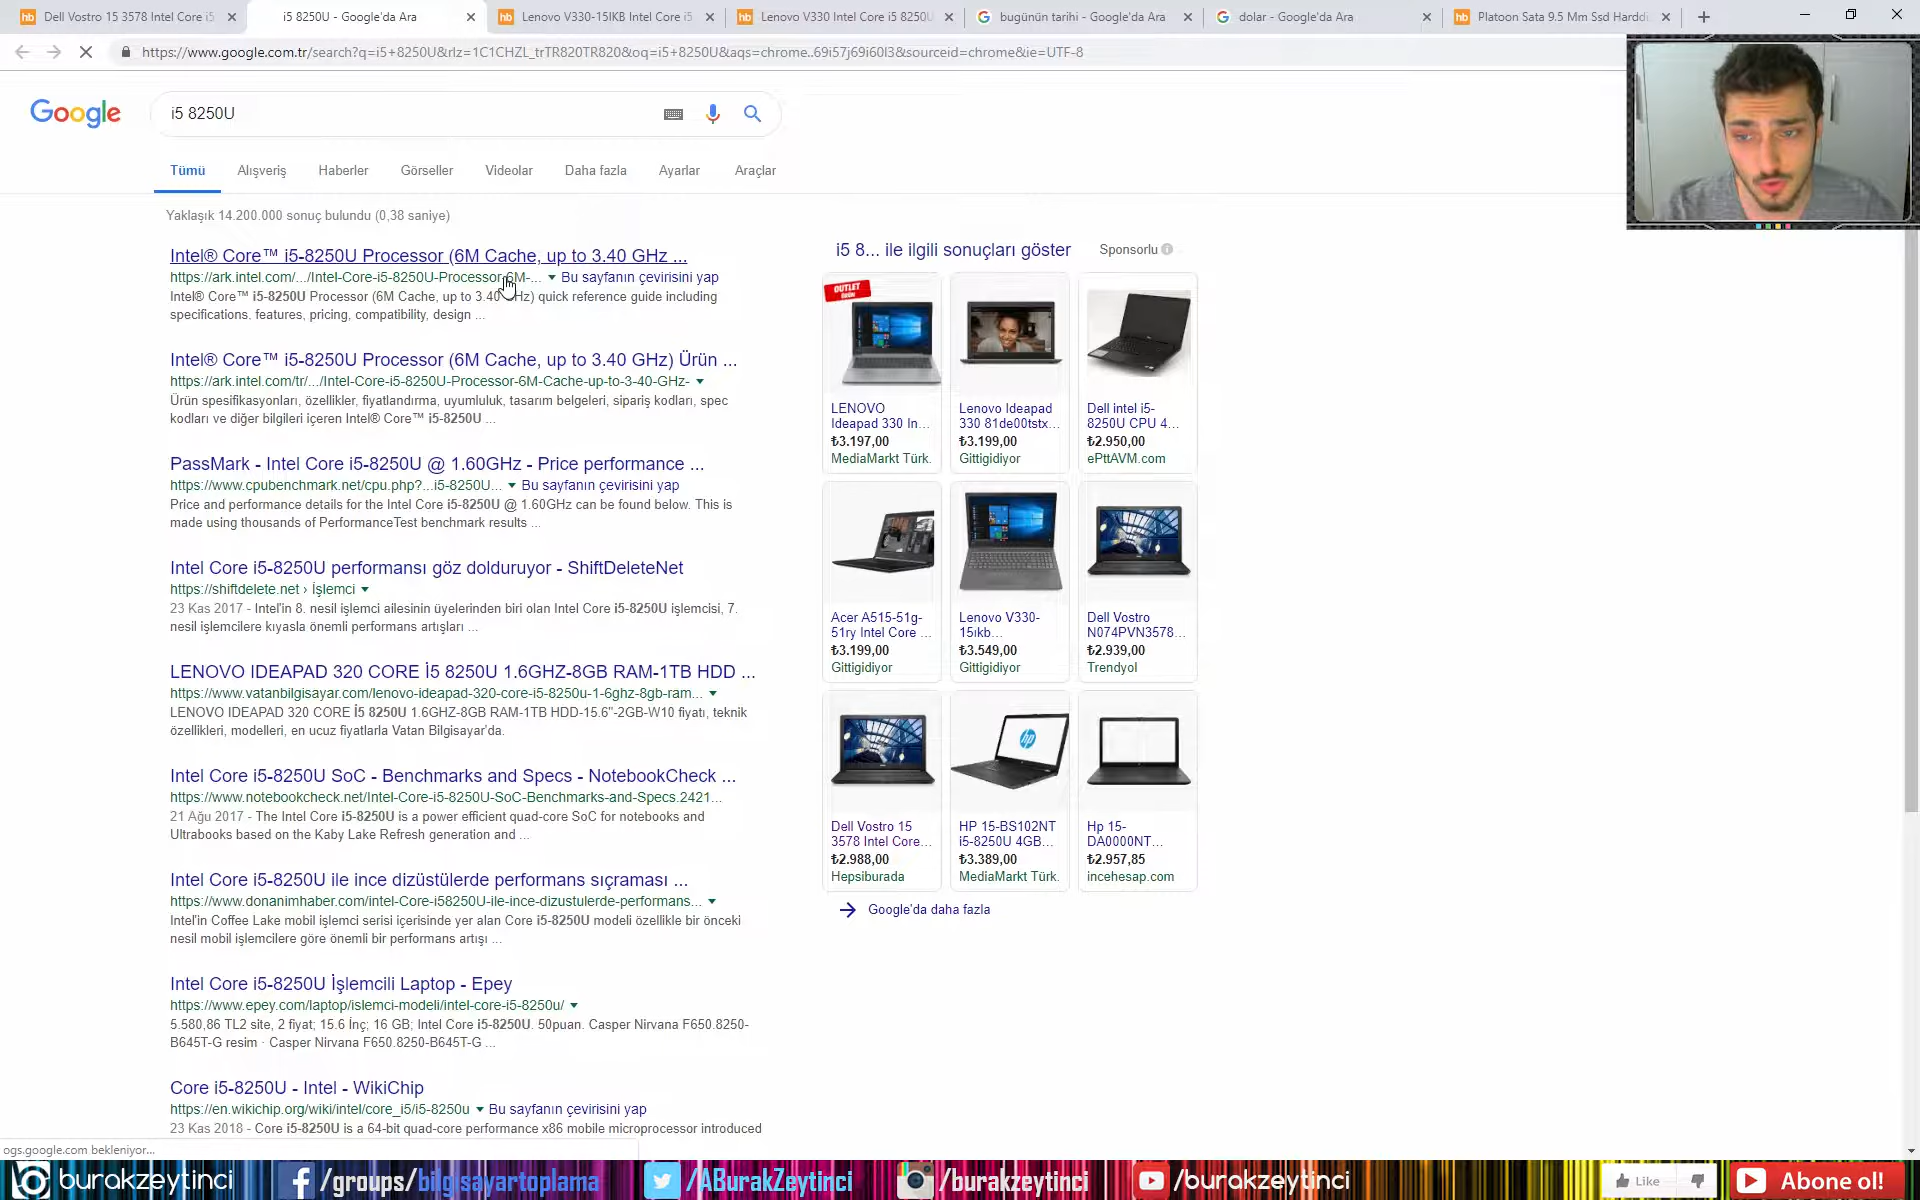 Dell Vostro 15 3578 Intel Core i5
i5 8250U - Google'da Ara
Lenovo V330-15IKB Intel Core i5
Lenovo V330 Intel Core i5 8250U
bugünün tarihi - Google'da Ara
dolar - Google'da Ara
Platoon Sata 9.5 Mm Ssd Harddi
https://www.google.com.tr/search?q=i5+8250U&rlz=1C1CHZL_trTR820TR820&oq=i5+8250U&aqs=chrome..69i57j69i60l3&sourceid=chrome&ie=UTF-8
Google
i5 8250U
Tümü Alışveriş Haberler Görseller Videolar Daha fazla Ayarlar Araçlar
Yaklaşık 14.200.000 sonuç bulundu (0,38 saniye)
Intel® Core™ i5-8250U Processor (6M Cache, up to 3.40 GHz ...
https://ark.intel.com/.../Intel-Core-i5-8250U-Processor-6M-... Bu sayfanın çevirisini yap
Intel® Core™ i5-8250U Processor (6M Cache, up to 3.40 GHz) quick reference guide including
specifications, features, pricing, compatibility, design ...
Intel® Core™ i5-8250U Processor (6M Cache, up to 3.40 GHz) Ürün ...
https://ark.intel.com/tr/.../Intel-Core-i5-8250U-Processor-6M-Cache-up-to-3-40-GHz-
Ürün spesifikasyonları, özellikler, fiyatlandırma, uyumluluk, tasarım belgeleri, sipariş kodları, spec
kodları ve diğer bilgileri içeren Intel® Core™ i5-8250U ...
PassMark - Intel Core i5-8250U @ 1.60GHz - Price performance ...
https://www.cpubenchmark.net/cpu.php?...i5-8250U... Bu sayfanın çevirisini yap
Price and performance details for the Intel Core i5-8250U @ 1.60GHz can be found below. This is
made using thousands of PerformanceTest benchmark results ...
Intel Core i5-8250U performansı göz dolduruyor - ShiftDeleteNet
https://shiftdelete.net › İşlemci
23 Kas 2017 - Intel'in 8. nesil işlemci ailesinin üyelerinden biri olan Intel Core i5-8250U işlemcisi, 7.
nesil işlemcilere kıyasla önemli performans artışları ...
LENOVO IDEAPAD 320 CORE İ5 8250U 1.6GHZ-8GB RAM-1TB HDD ...
https://www.vatanbilgisayar.com/lenovo-ideapad-320-core-i5-8250u-1-6ghz-8gb-ram...
LENOVO IDEAPAD 320 CORE İ5 8250U 1.6GHZ-8GB RAM-1TB HDD-15.6"-2GB-W10 fiyatı, teknik
özellikleri, modelleri, en ucuz fiyatlarla Vatan Bilgisayar'da.
Intel Core i5-8250U SoC - Benchmarks and Specs - NotebookCheck ...
https://www.notebookcheck.net/Intel-Core-i5-8250U-SoC-Benchmarks-and-Specs.2421...
21 Ağu 2017 - The Intel Core i5-8250U is a power efficient quad-core SoC for notebooks and
Ultrabooks based on the Kaby Lake Refresh generation and ...
Intel Core i5-8250U ile ince dizüstülerde performans sıçraması ...
https://www.donanimhaber.com/intel-Core-i58250U-ile-ince-dizustulerde-performans...
Intel'in Coffee Lake mobil işlemci serisi içerisinde yer alan Core i5-8250U modeli özellikle bir önceki
nesil mobil işlemcilere göre önemli bir performans artışı ...
Intel Core i5-8250U İşlemcili Laptop - Epey
https://www.epey.com/laptop/islemci-modeli/intel-core-i5-8250u/
5.580,86 TL2 site, 2 fiyat; 15.6 İnç; 16 GB; Intel Core i5-8250U. 50puan. Casper Nirvana F650.8250-
B645T-G resim · Casper Nirvana F650.8250-B645T-G ...
Core i5-8250U - Intel - WikiChip
https://en.wikichip.org/wiki/intel/core_i5/i5-8250u Bu sayfanın çevirisini yap
23 Kas 2018 - Core i5-8250U is a 64-bit quad-core performance x86 mobile microprocessor introduced
i5 8... ile ilgili sonuçları göster Sponsorlu
OUTLET
ÜRÜN
LENOVO
Ideapad 330 In...
₺3.197,00
MediaMarkt Türk.
Lenovo Ideapad
330 81de00tstx...
₺3.199,00
Gittigidiyor
Dell intel i5-
8250U CPU 4...
₺2.950,00
ePttAVM.com
Acer A515-51g-
51ry Intel Core ...
₺3.199,00
Gittigidiyor
Lenovo V330-
15ıkb...
₺3.549,00
Gittigidiyor
Dell Vostro
N074PVN3578...
₺2.939,00
Trendyol
Dell Vostro 15
3578 Intel Core...
₺2.988,00
Hepsiburada
HP 15-BS102NT
i5-8250U 4GB...
₺3.389,00
MediaMarkt Türk.
Hp 15-
DA0000NT...
₺2.957,85
incehesap.com
Google'da daha fazla
ogs.google.com bekleniyor...
burakzeytinci
/groups/bilgisayartoplama
/ABurakZeytinci
/burakzeytinci
/burakzeytinci
Like
Abone ol!